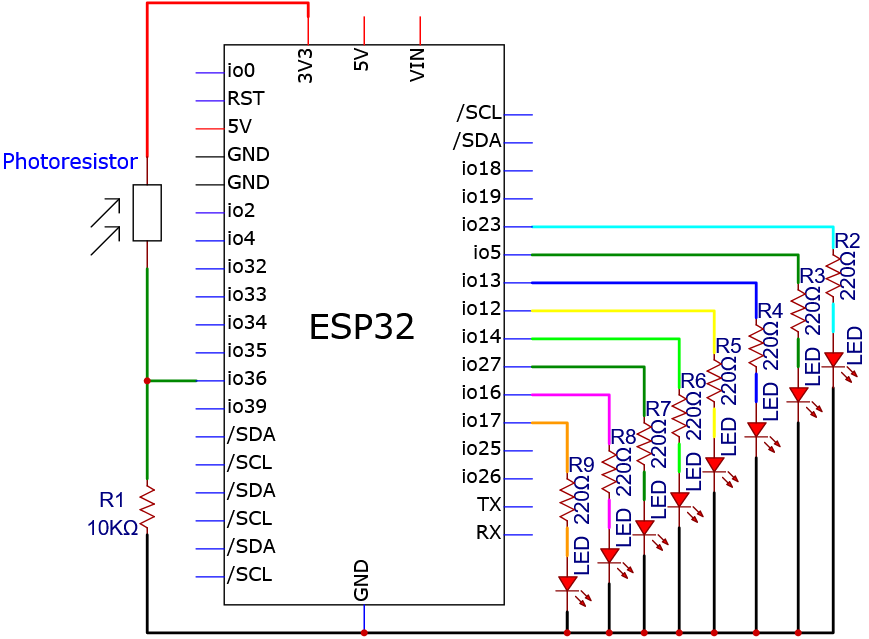 3V3
5V
VIN
io0
RST
5V
GND
GND
io2
io4
io32
io33
io34
io35
io36
io39
/SDA
/SCL
/SDA
/SCL
/SDA
/SCL
Photoresistor
R1
10KΩ
ESP32
GND
/SCL
/SDA
io18
io19
io23
io5
io13
io12
io14
io27
io16
io17
io25
io26
TX
RX
R2
220Ω
LED
R3
220Ω
LED
R4
220Ω
LED
R5
220Ω
LED
R6
220Ω
LED
R7
220Ω
LED
R8
220Ω
LED
R9
220Ω
LED